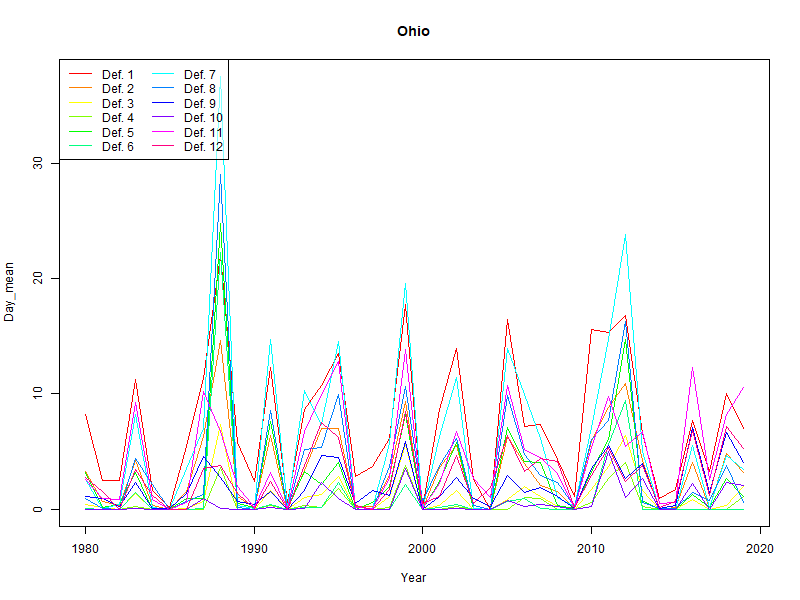 Ohio
Def. 1 Def. 7
Def. 2 Def. 8
Def. 3 Def. 9
Def. 4 Def. 10
Def. 5 Def. 11
Def. 6 Def. 12
30
20
10
0
Day_mean
1980 1990 2000 2010 2020
Year